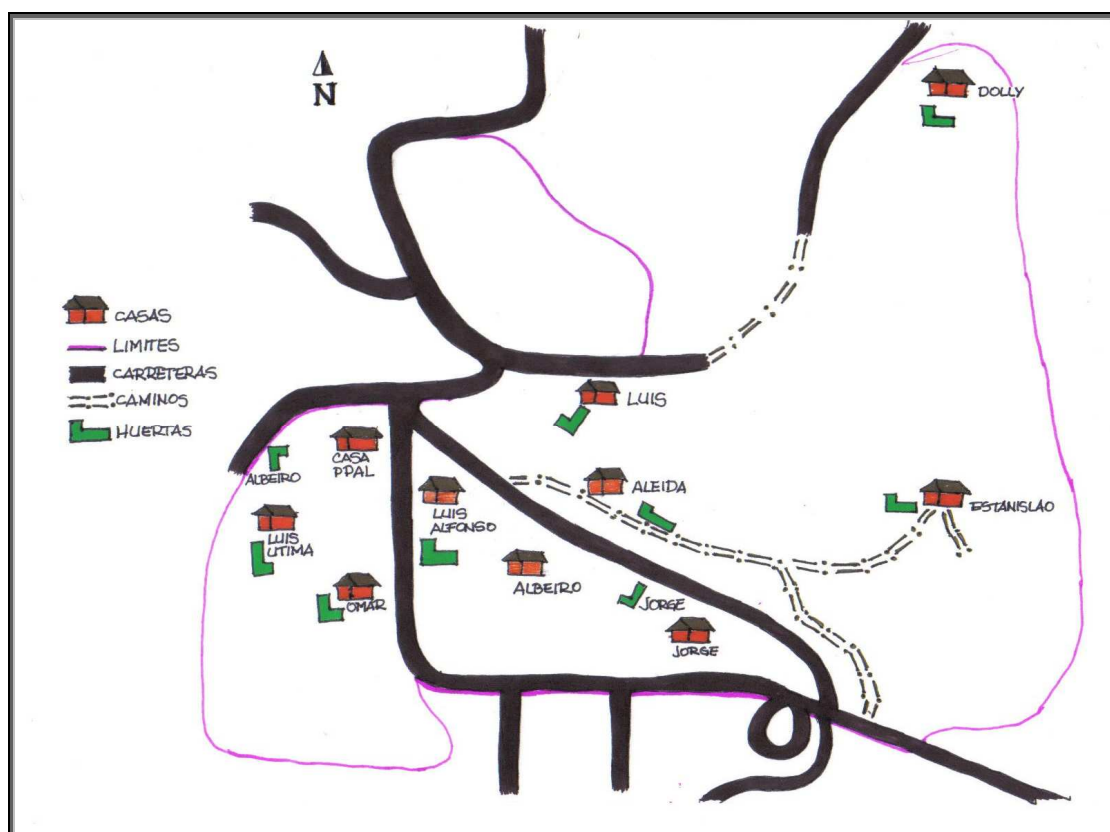 N
DOLLY
CASAS
LIMITES
CARRETERAS
CAMINOS
HUERTAS
LUIS
CASA
PPAL
ALBEIRO
LUIS
ALFONSO
ALEIDA
ESTANISLAO
LUIS
UTIMA
OMAR
ALBEIRO
JORGE
JORGE